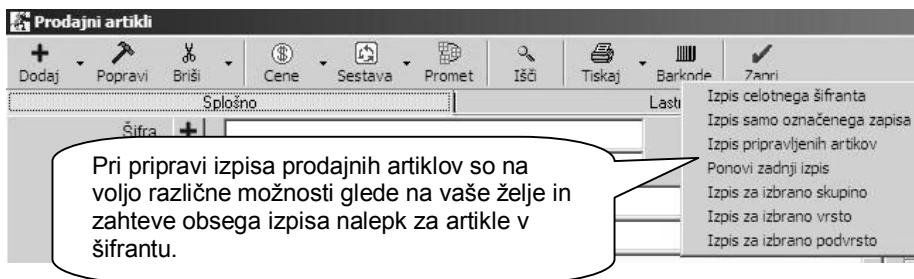 Prodajni artikli
Dodaj Popravi Briši Cene Sestava Promet Išči Tiskaj Barkode Zapri
Splošno
Šifra
Izpis celotnega šifranta
Izpis samo označenega zapisa
Izpis pripravljenih artikov
Ponovi zadnji izpis
Izpis za izbrano skupino
Izpis za izbrano vrsto
Izpis za izbrano podvrsto
Pri pripravi izpisa prodajnih artiklov so na
voljo različne možnosti glede na vaše želje in
zahteve obsega izpisa nalepk za artikle v
šifrantu.